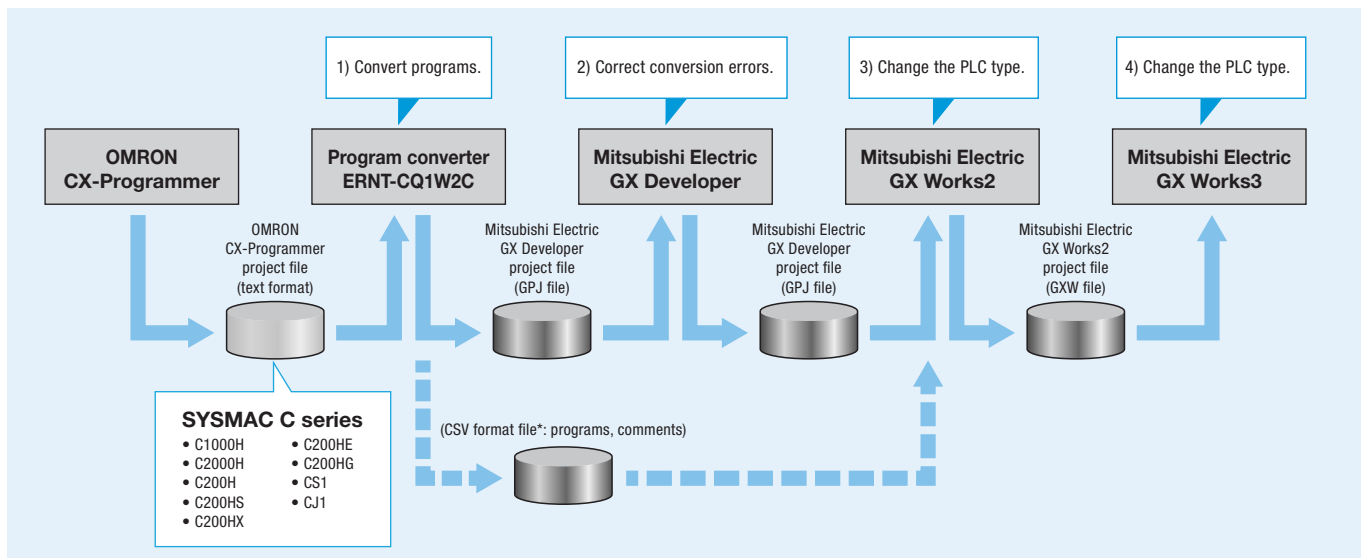 1) Convert programs.
2) Correct conversion errors.
3) Change the PLC type.
4) Change the PLC type.
OMRON
CX-Programmer
Program converter
ERNT-CQ1W2C
Mitsubishi Electric
GX Developer
Mitsubishi Electric
GX Works2
Mitsubishi Electric
GX Works3
OMRON
CX-Programmer
project file
(text format)
Mitsubishi Electric
GX Developer
project file
(GPJ file)
Mitsubishi Electric
GX Developer
project file
(GPJ file)
Mitsubishi Electric
GX Works2
project file
(GXW file)
SYSMAC C series
• C1000H
• C2000H
• C200H
• C200HS
• C200HX
• C200HE
• C200HG
• CS1
• CJ1
(CSV format file*: programs, comments)